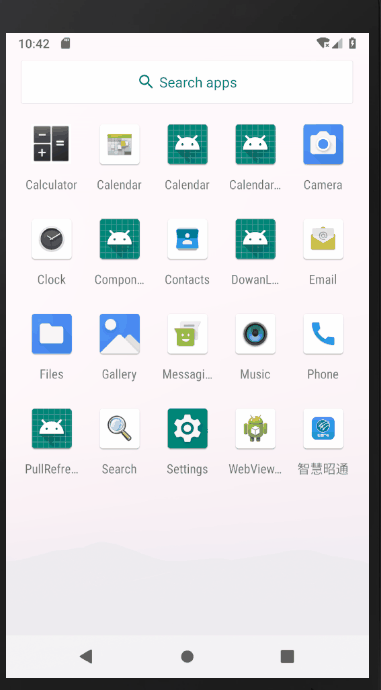 10:42
Search apps
Calculator Calendar Calendar Calendar... Camera
Clock Compon... Contacts DowanL... Email
Files Gallery Messagi... Music Phone
PullRefre... Search Settings WebView... 智慧昭通